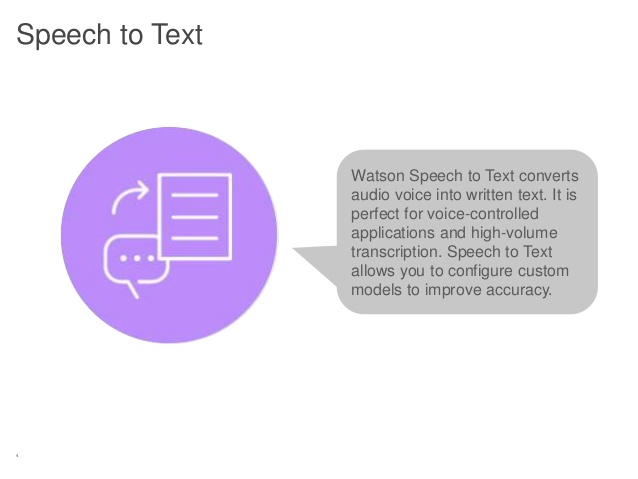 Speech to Text
Watson Speech to Text converts
audio voice into written text. It is
perfect for voice-controlled
applications and high-volume
transcription. Speech to Text
allows you to configure custom
models to improve accuracy.